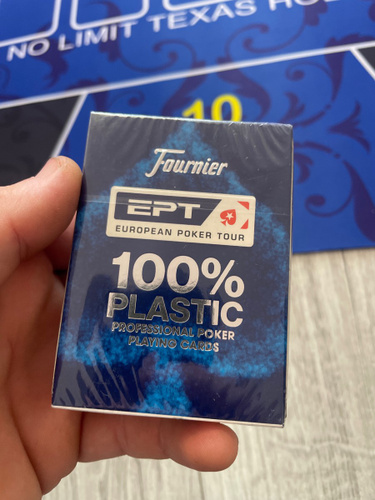 NO LIMIT TEXAS HOL
10
Fournier
EPT
EUROPEAN POKER TOUR
100%
PLASTIC
PROFESSIONAL POKER
PLAYING CARDS